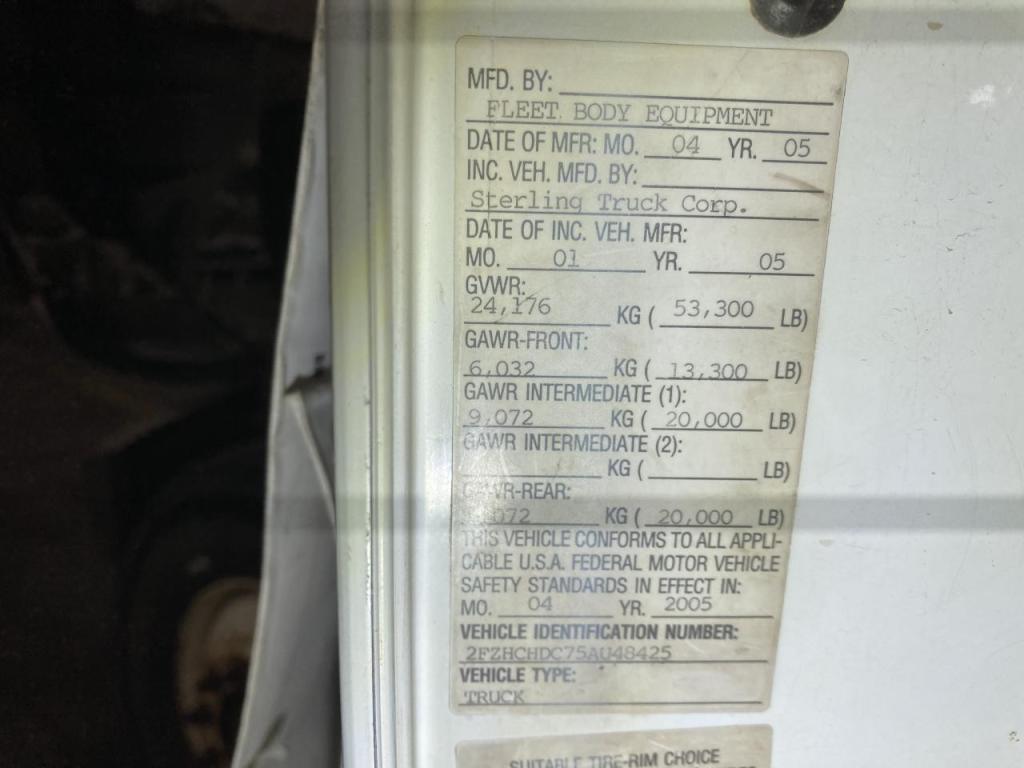 MFD. BY:
FLEET BODY EQUIPMENT
DATE OF MFR: MO. 04 YR. 05
INC. VEH. MFD. BY:
Sterling Truck Corp.
DATE OF INC. VEH. MFR:
MO. 01 YR. 05
GVWR:
24,176 KG ( 53,300 LB)
GAWR-FRONT:
6,032 KG ( 13,300 LB)
GAWR INTERMEDIATE (1):
9,072 KG ( 20,000 LB)
GAWR INTERMEDIATE (2):
KG ( LB)
GAWR-REAR:
9,072 KG ( 20,000 LB)
THIS VEHICLE CONFORMS TO ALL APPLI-
CABLE U.S.A. FEDERAL MOTOR VEHICLE
SAFETY STANDARDS IN EFFECT IN:
MO. 04 YR. 2005
VEHICLE IDENTIFICATION NUMBER:
2FZHCHDC75AU48425
VEHICLE TYPE:
TRUCK
SUITABLE TIRE-RIM CHOICE